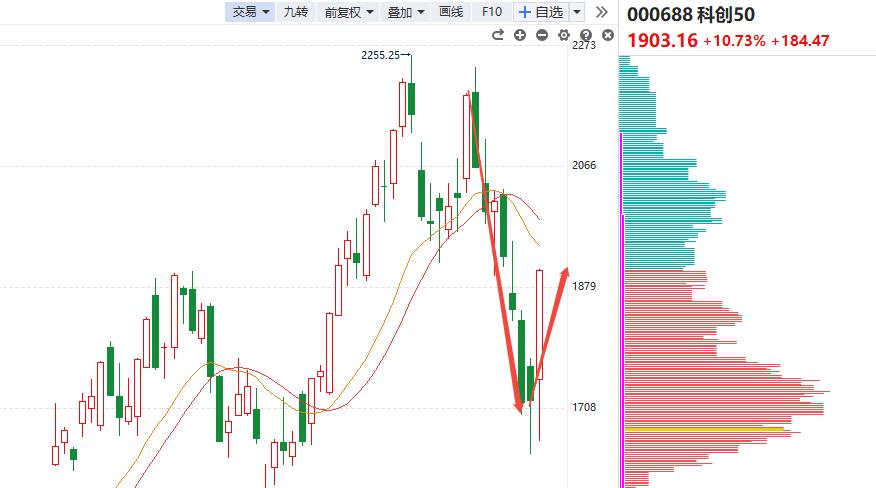 交易 九转 前复权 叠加 画线 F10 +自选
000688 科创50
1903.16 +10.73% +184.47
2273
2255.25→
2066
1879
1708